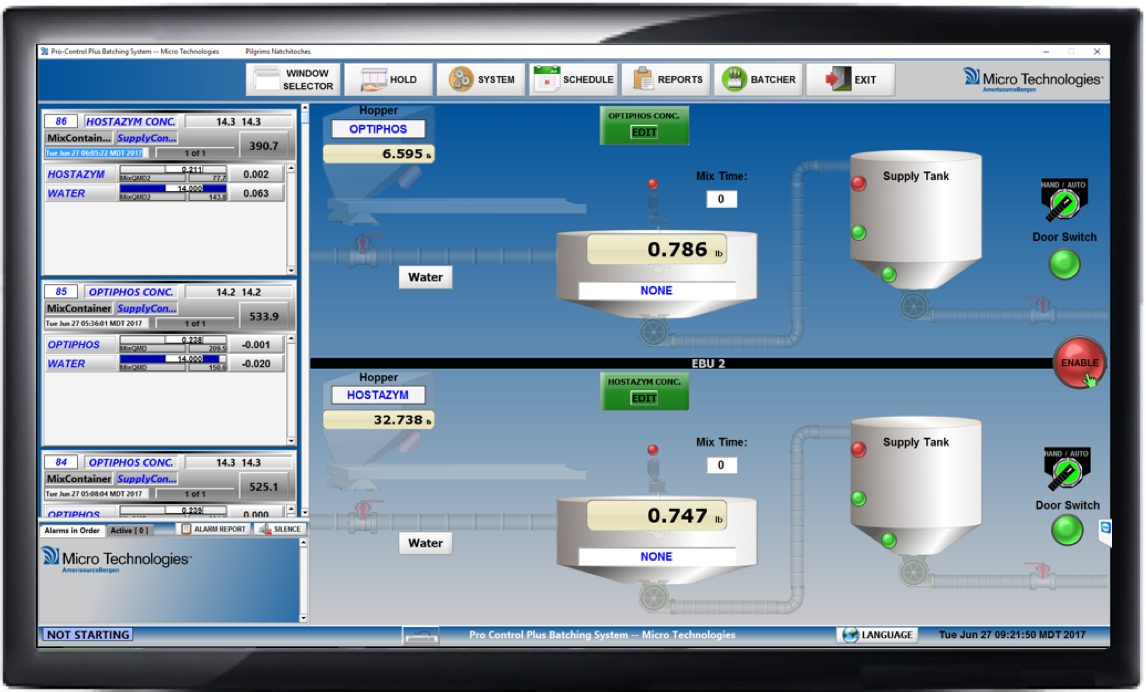 Pro-Control Plus Batching System -- Micro Technologies Pilgrims Natchitoches
WINDOW
SELECTOR
HOLD
SYSTEM
SCHEDULE
REPORTS
BATCHER
EXIT
Micro Technologies™
AmerisourceBergen
86 HOSTAZYM CONC. 14.3 14.3
MixContain... SupplyCon... 390.7
Tue Jun 27 06:05:22 MDT 2017 1 of 1
HOSTAZYM 0.211 0.002
MixQMD2 77.7
WATER 14.000 0.063
MixQMD2 143.8
85 OPTIPHOS CONC. 14.2 14.2
MixContainer SupplyCon... 533.9
Tue Jun 27 05:36:01 MDT 2017 1 of 1
OPTIPHOS 0.238 -0.001
MixQMD 209.5
WATER 14.000 -0.020
MixQMD 150.6
84 OPTIPHOS CONC. 14.3 14.3
MixContainer SupplyCon... 525.1
Tue Jun 27 05:08:04 MDT 2017 1 of 1
OPTIPHOS 0.239 0.000
Alarms in Order Active [ 0 ] ALARM REPORT SILENCE
Micro Technologies™
AmerisourceBergen
Hopper
OPTIPHOS
6.595 lb
OPTIPHOS CONC.
EDIT
Mix Time:
0
Supply Tank
HAND / AUTO
Door Switch
0.786 lb
Water
NONE
ENABLE
EBU 2
Hopper
HOSTAZYM
32.738 lb
HOSTAZYM CONC.
EDIT
Mix Time:
0
Supply Tank
HAND / AUTO
Door Switch
0.747 lb
Water
NONE
NOT STARTING
Pro Control Plus Batching System -- Micro Technologies
LANGUAGE
Tue Jun 27 09:21:50 MDT 2017